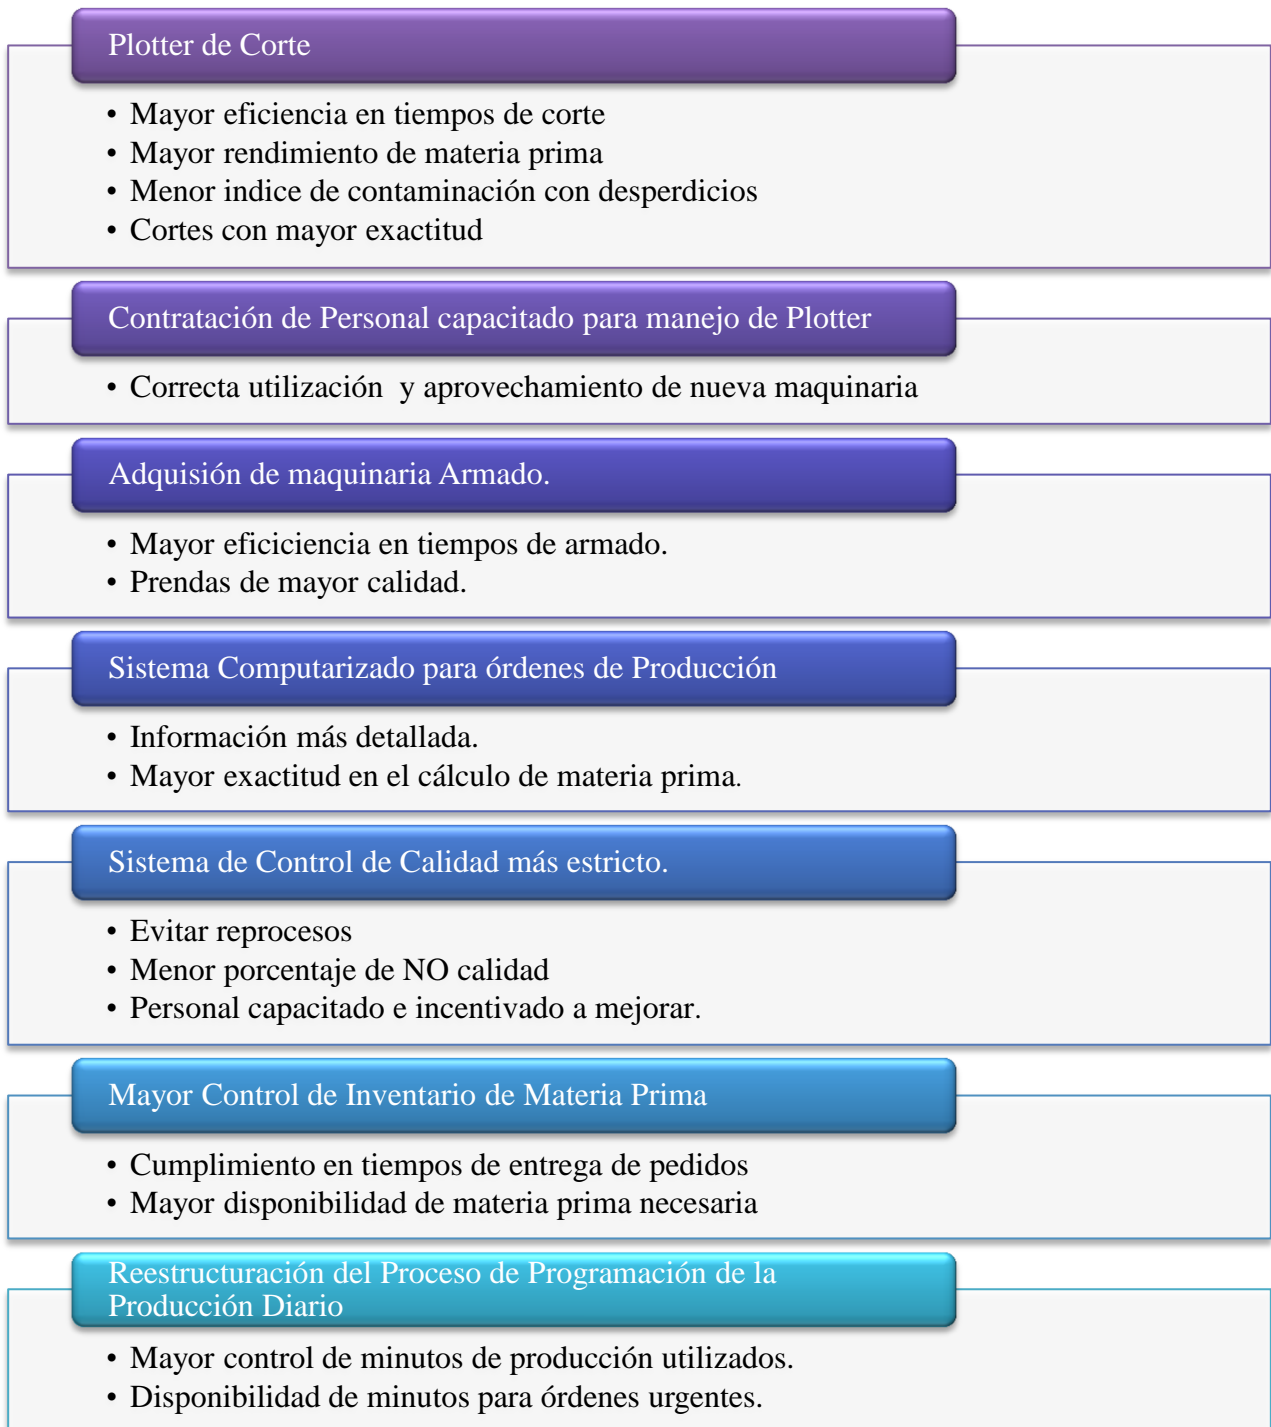 Plotter de Corte
• Mayor eficiencia en tiempos de corte
• Mayor rendimiento de materia prima
• Menor indice de contaminación con desperdicios
• Cortes con mayor exactitud
Contratación de Personal capacitado para manejo de Plotter
• Correcta utilización  y aprovechamiento de nueva maquinaria
Adquisión de maquinaria Armado.
• Mayor eficiciencia en tiempos de armado.
• Prendas de mayor calidad.
Sistema Computarizado para órdenes de Producción
• Información más detallada.
• Mayor exactitud en el cálculo de materia prima.
Sistema de Control de Calidad más estricto.
• Evitar reprocesos
• Menor porcentaje de NO calidad
• Personal capacitado e incentivado a mejorar.
Mayor Control de Inventario de Materia Prima
• Cumplimiento en tiempos de entrega de pedidos
• Mayor disponibilidad de materia prima necesaria
Reestructuración del Proceso de Programación de la
Producción Diario
• Mayor control de minutos de producción utilizados.
• Disponibilidad de minutos para órdenes urgentes.